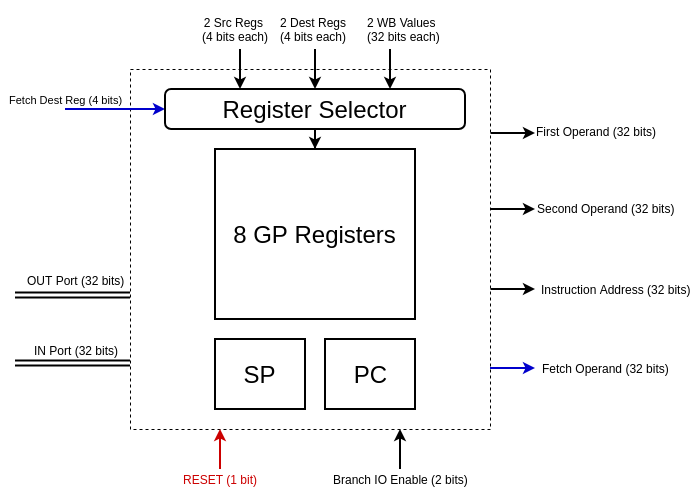 2 Src Regs
(4 bits each)
2 Dest Regs
(4 bits each)
2 WB Values
(32 bits each)
Fetch Dest Reg (4 bits)
Register Selector
First Operand (32 bits)
Second Operand (32 bits)
8 GP Registers
OUT Port (32 bits)
Instruction Address (32 bits)
IN Port (32 bits)
Fetch Operand (32 bits)
SP
PC
RESET (1 bit)
Branch IO Enable (2 bits)